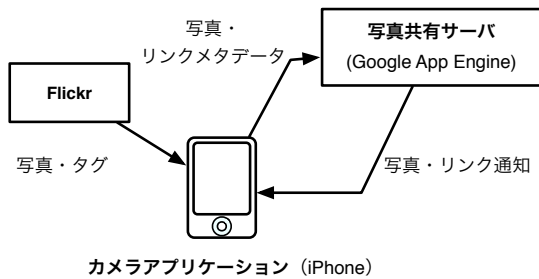 写真・
リンクメタデータ
写真共有サーバ
(Google App Engine)
Flickr
写真・タグ
写真・リンク通知
カメラアプリケーション（iPhone）